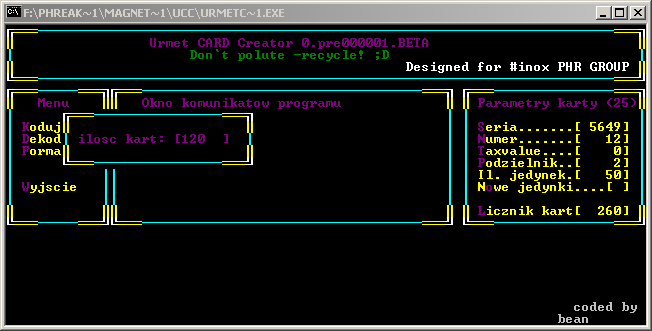 F:\PHREAK~1\MAGNET~1\UCC\URMETC~1.EXE
Urmet CARD Creator 0.pre000001.BETA
Don`t polute -recycle! ;D
Designed for #inox PHR GROUP
Menu
Koduj
Dekod
Forma
Wyjscie
Okno komunikatow programu
ilosc kart: [120  ]
Parametry karty (25)
Seria.......[ 5649]
Numer.......[   12]
Taxvalue....[    0]
Podzielnik..[    2]
Il. jedynek.[   50]
Nowe jedynki....[ ]
Licznik kart[  260]
coded by
bean